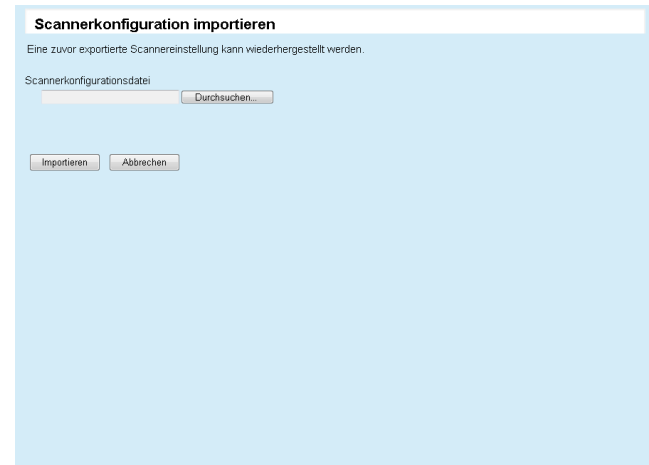 Scannerkonfiguration importieren
Eine zuvor exportierte Scannereinstellung kann wiederhergestellt werden.
Scannerkonfigurationsdatei
Durchsuchen...
Importieren Abbrechen